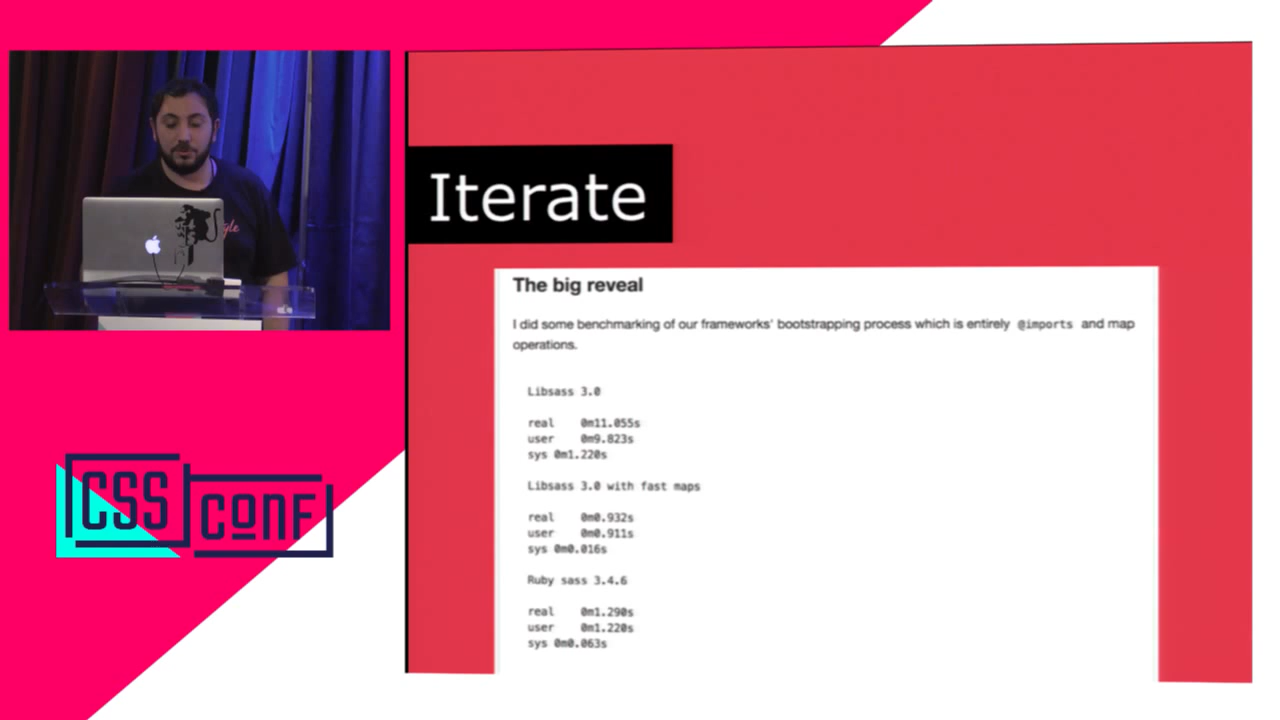 Iterate
The big reveal
I did some benchmarking of our frameworks' bootstrapping process which is entirely @imports and map
operations.
Libsass 3.0
real 0m11.055s
user 0m9.823s
sys 0m1.220s
Libsass 3.0 with fast maps
real 0m0.932s
user 0m0.911s
sys 0m0.016s
Ruby sass 3.4.6
real 0m1.290s
user 0m1.220s
sys 0m0.063s
CSS
CONF